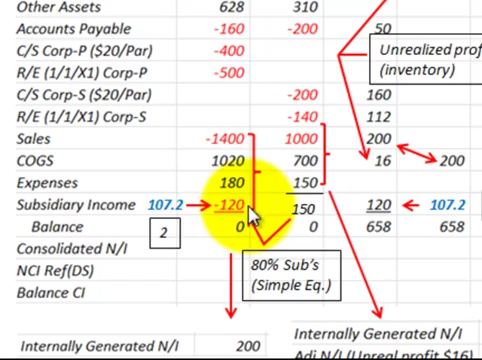 Other Assets 628 310
Accounts Payable -160 -200 50
C/S Corp-P ($20/Par) -400
R/E (1/1/X1) Corp-P -500
Unrealized prof
(inventory)
C/S Corp-S ($20/Par) -200 160
R/E (1/1/X1) Corp-S -140 112
Sales -1400 1000 200
COGS 1020 700 16 200
Expenses 180 150
Subsidiary Income 107.2 -120 150 120 107.2
Balance 2 0 0 658 658
Consolidated N/I
NCI Ref(DS)
Balance CI
80% Sub's
(Simple Eq.)
Internally Generated N/I 200
Internally Generated N/I
Adj N/I (Unreal profit $16)